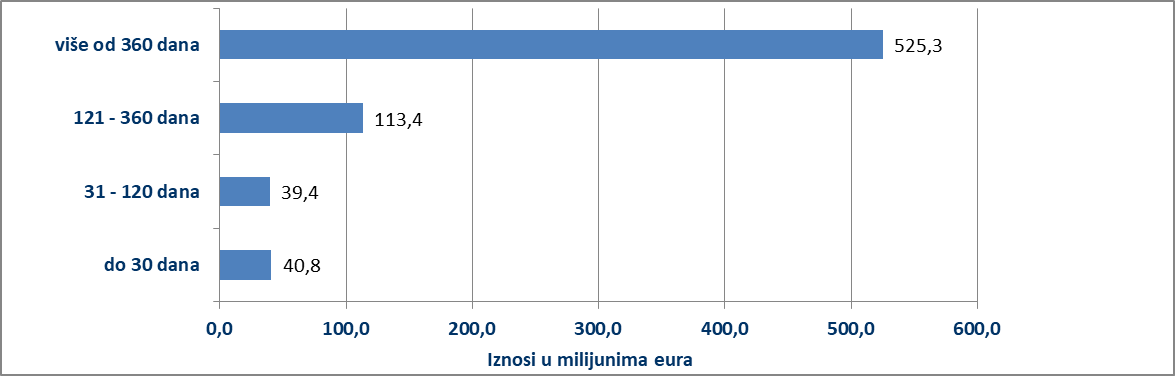 više od 360 dana
525,3
121 - 360 dana
113,4
31 - 120 dana
39,4
do 30 dana
40,8
0,0 100,0 200,0 300,0 400,0 500,0 600,0
Iznosi u milijunima eura